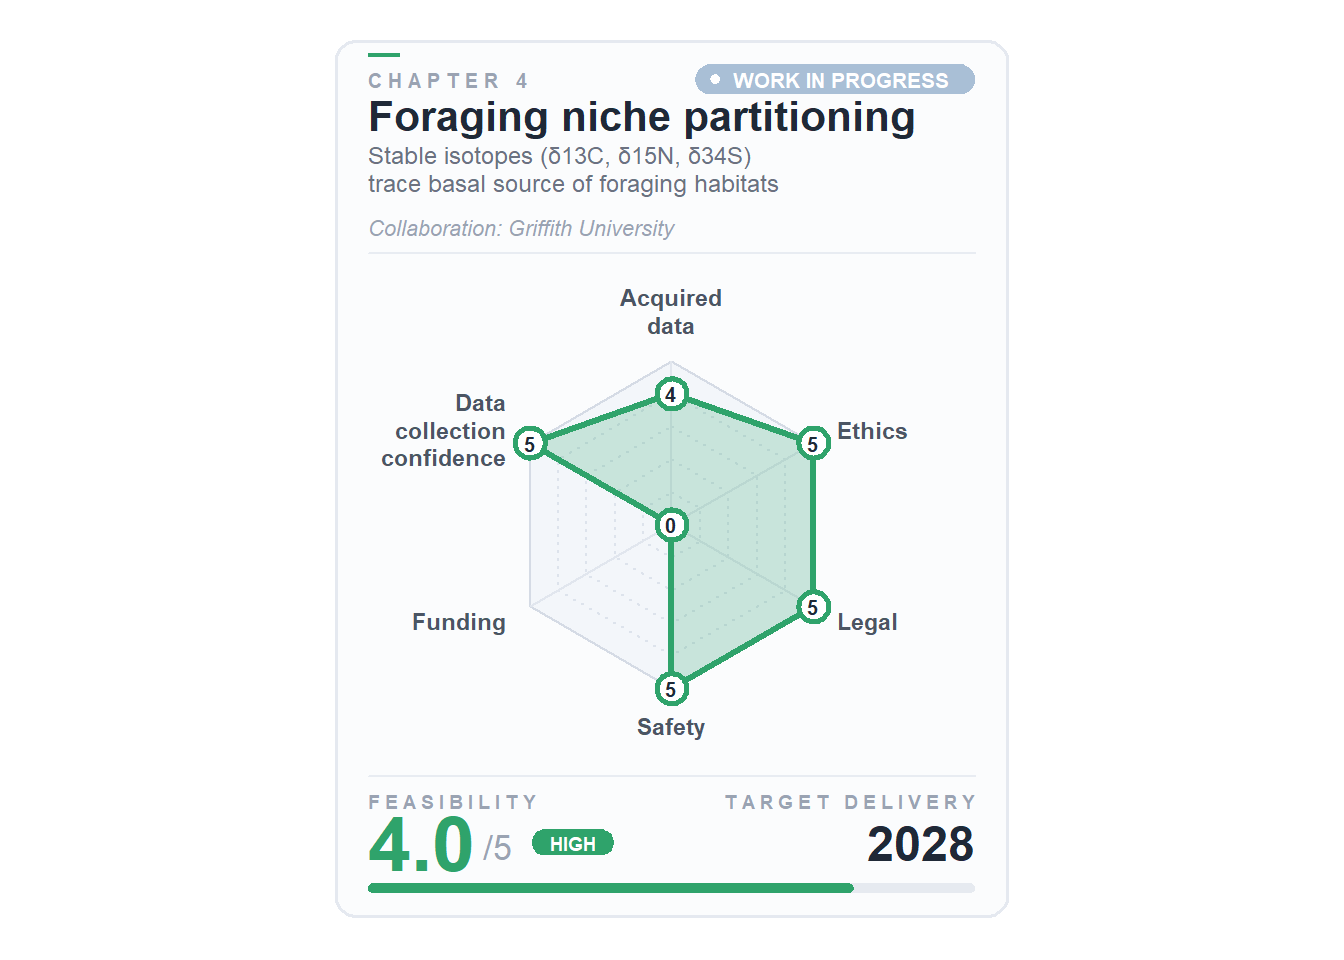 CHAPTER 4
WORK IN PROGRESS
Foraging niche partitioning
Stable isotopes (δ13C, δ15N, δ34S)
trace basal source of foraging habitats
Collaboration: Griffith University
Acquired
data
4
Data
collection
confidence
5
5
Ethics
0
Funding
5
Legal
5
Safety
FEASIBILITY
TARGET DELIVERY
4.0 /5
HIGH
2028